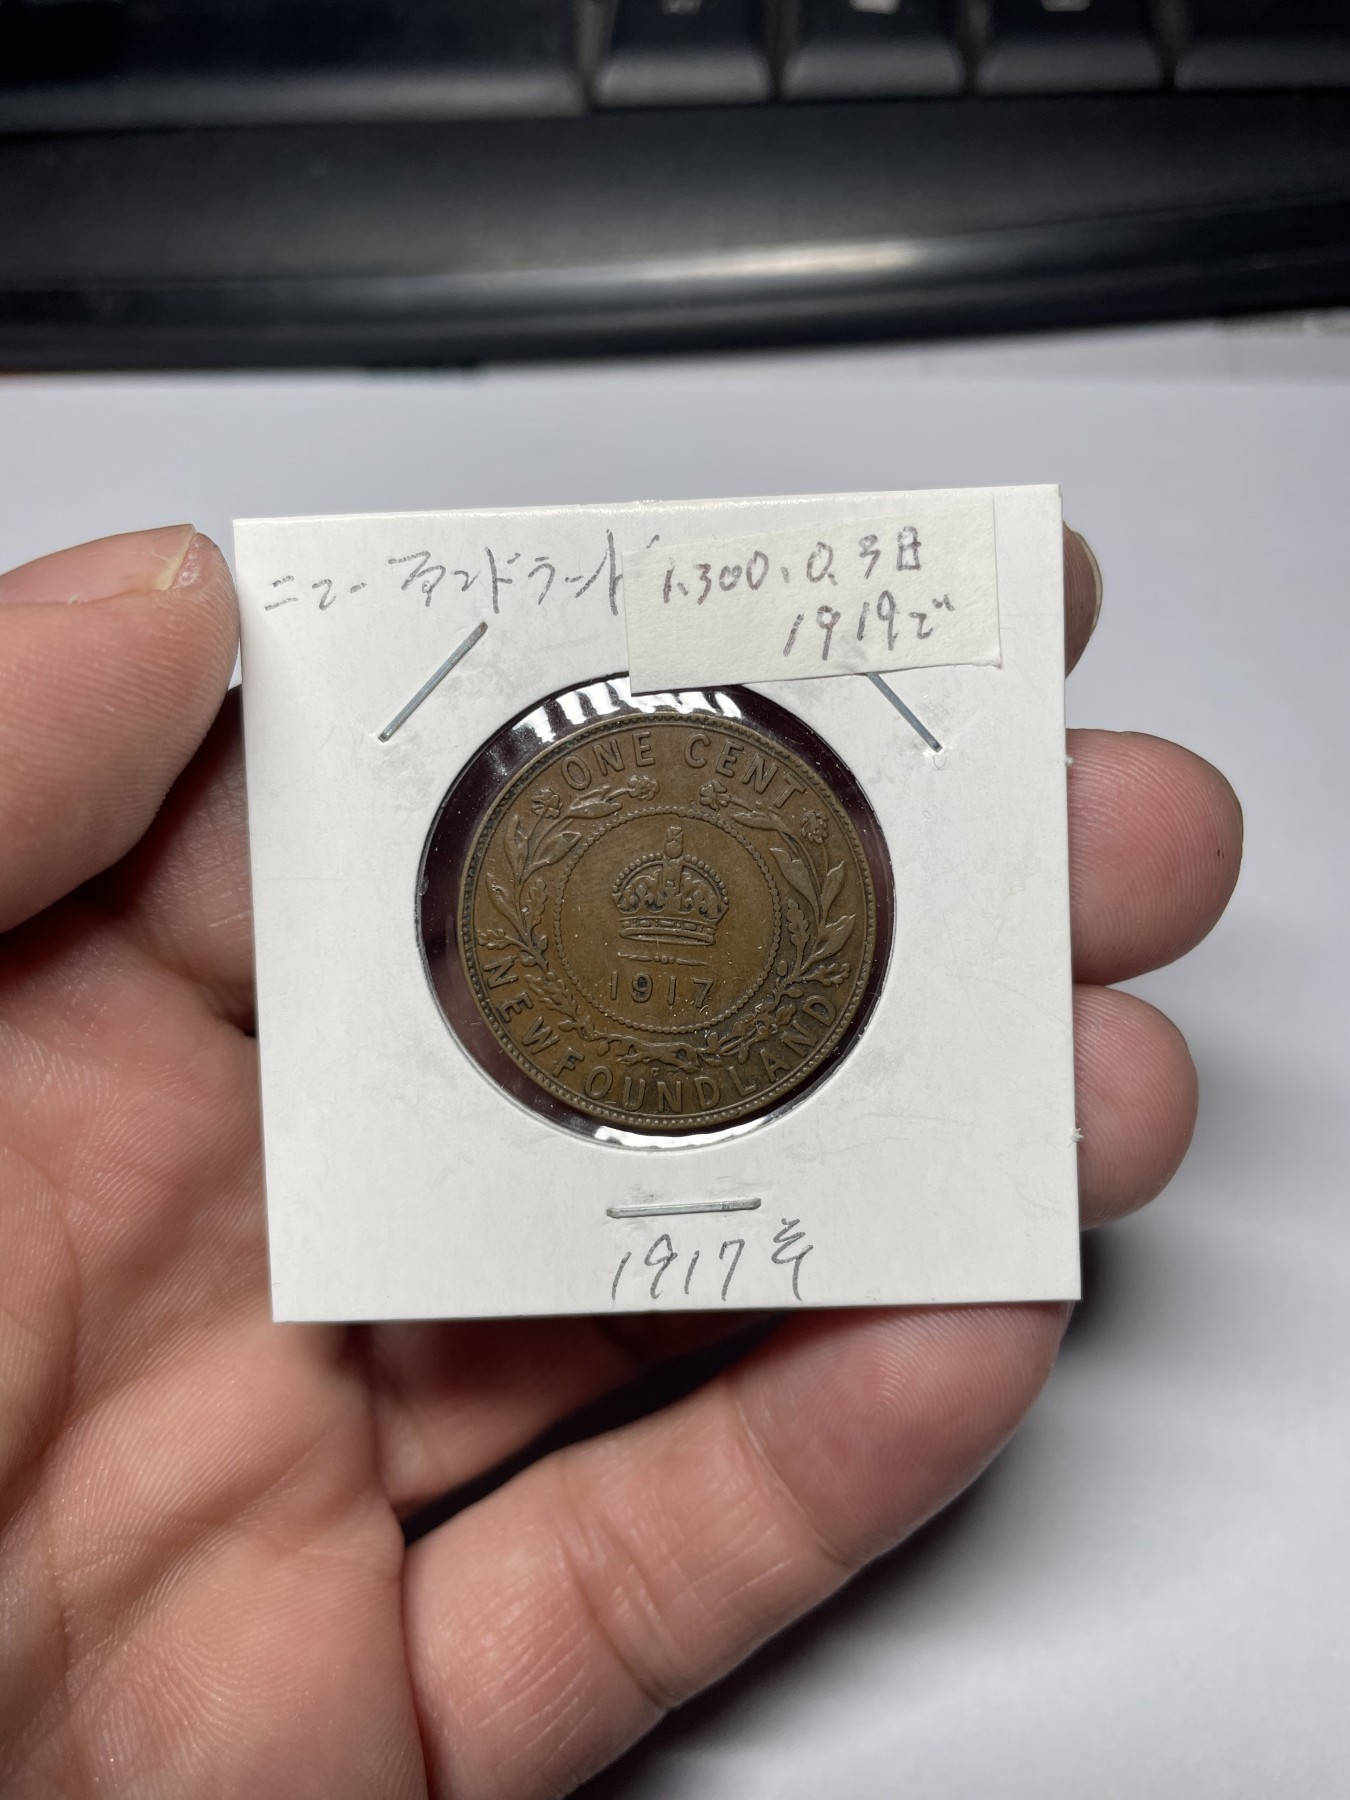 ニュー ファンドランド
1.300.0.3日
1919で
ONE CENT
1917
NEWFOUNDLAND
1917年